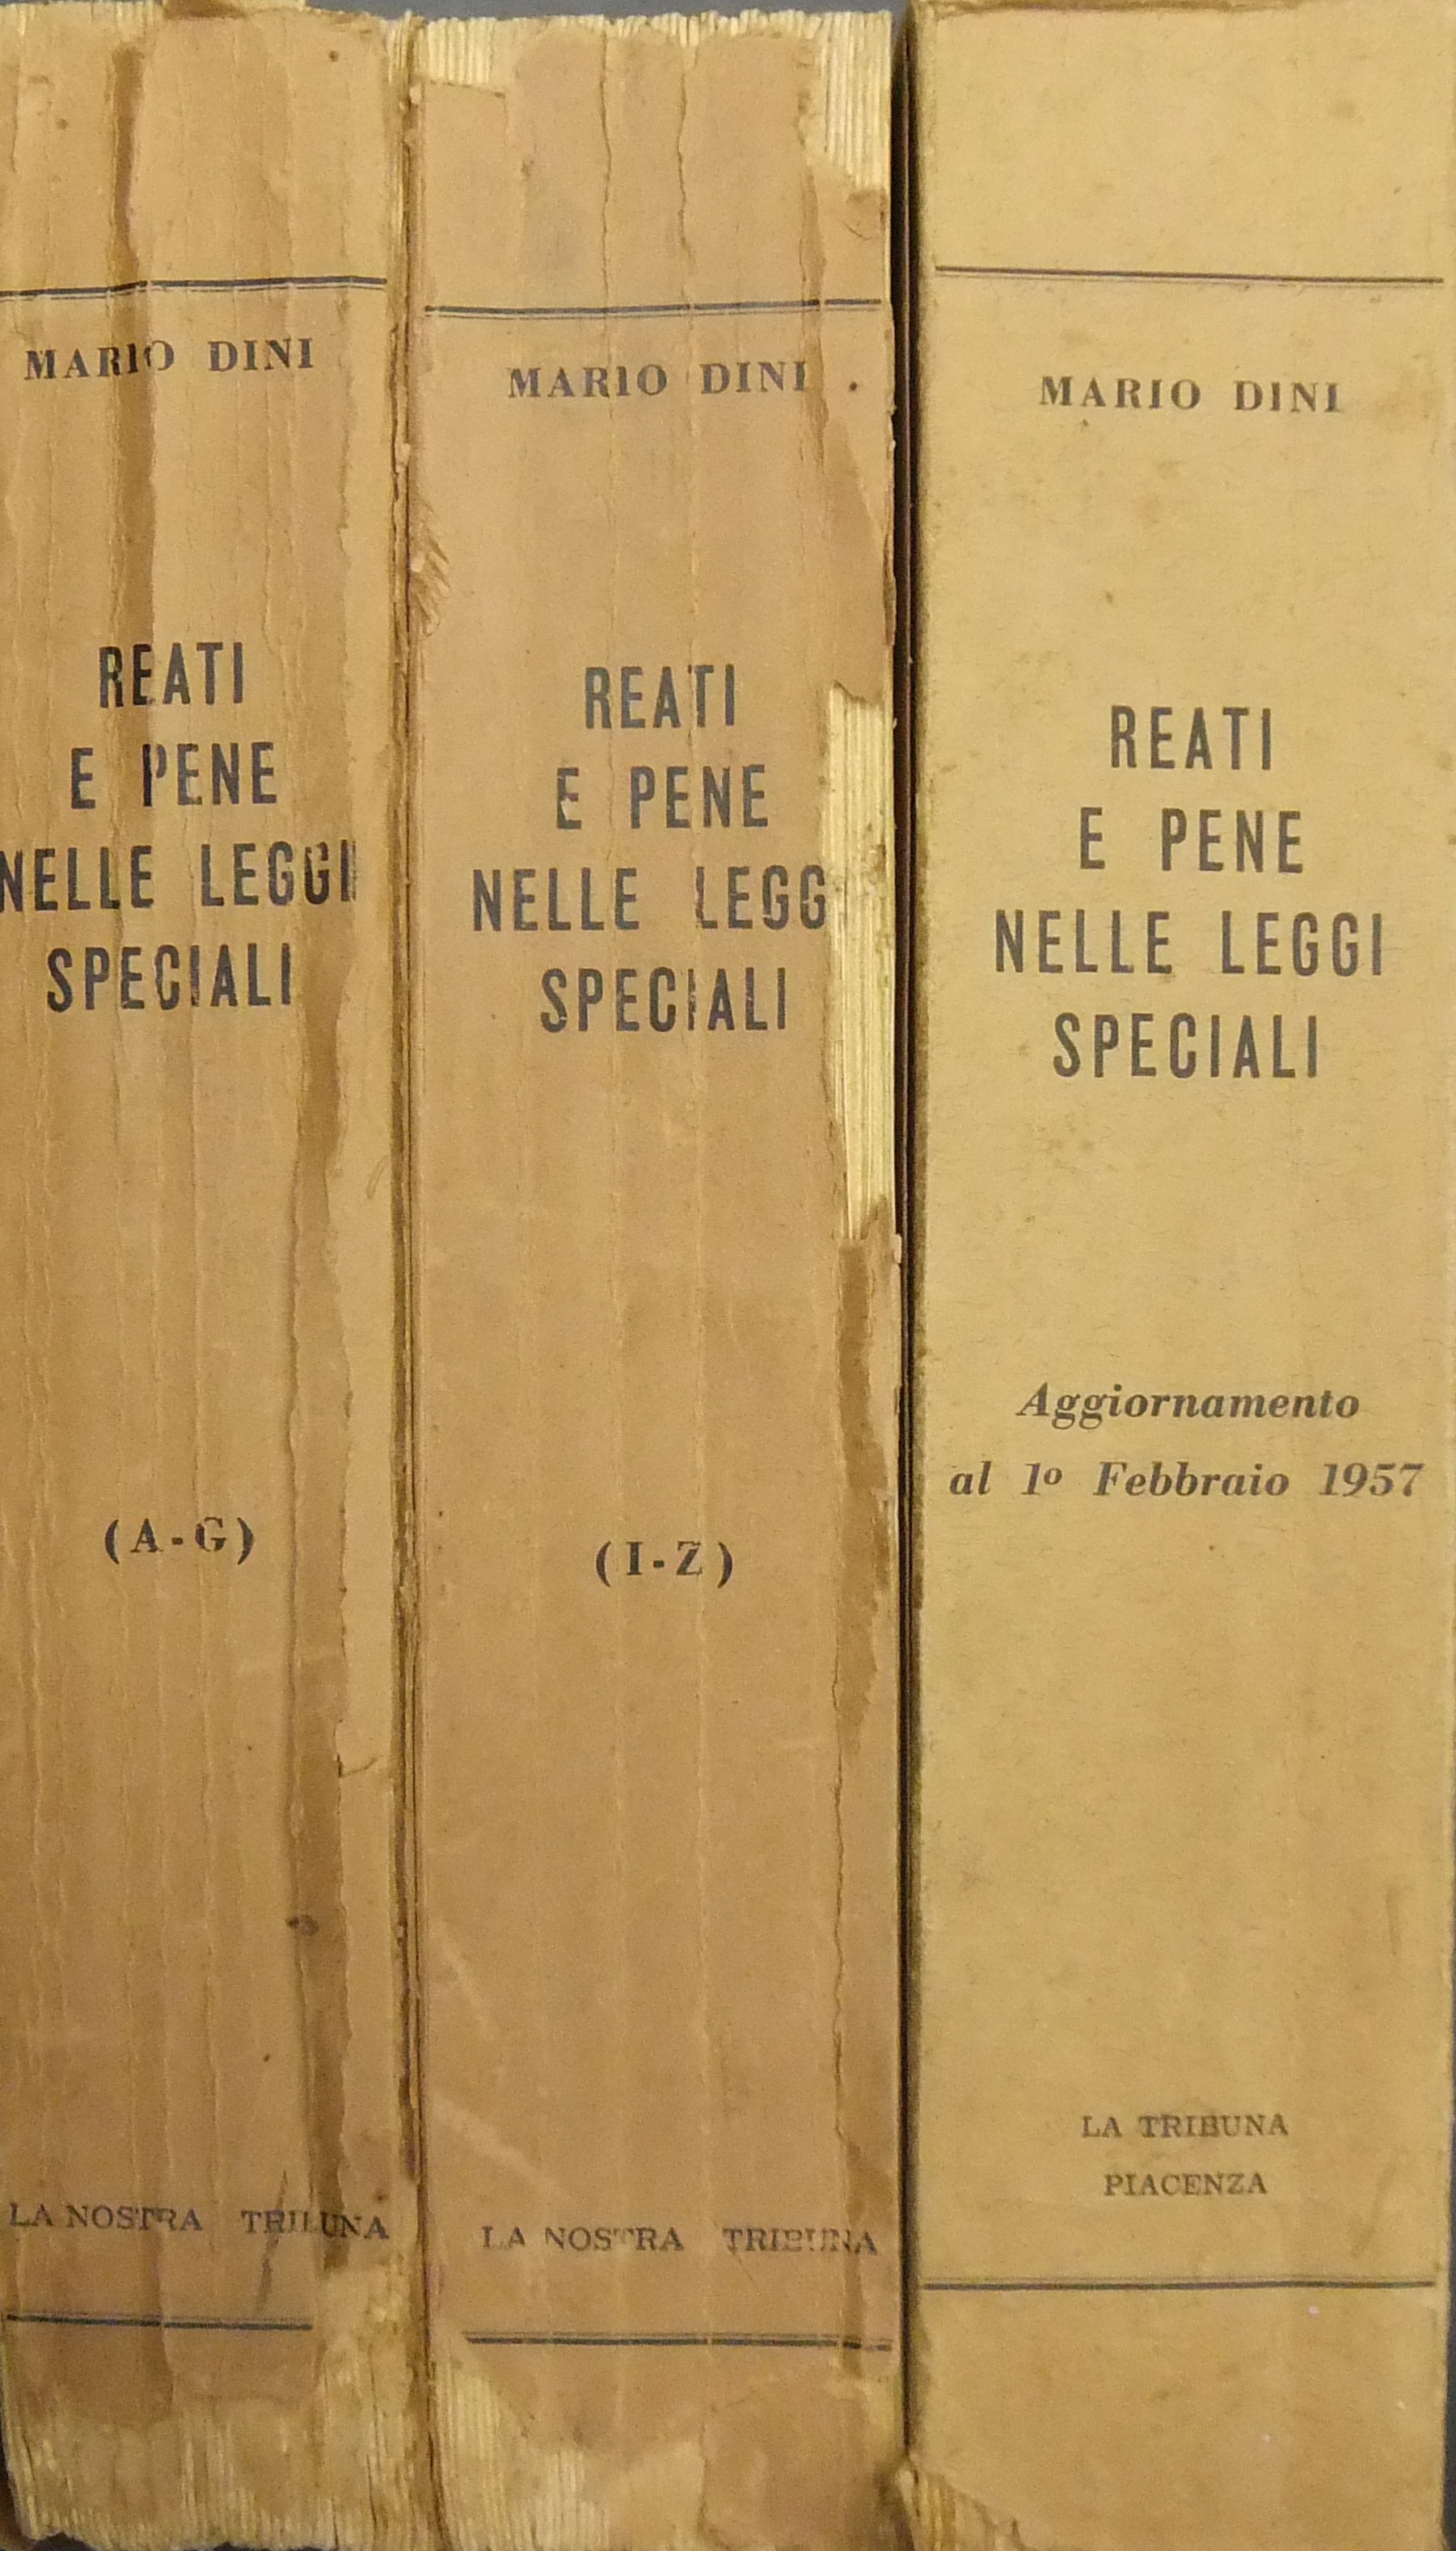 MARIO DINI
REATI
E PENE
NELLE LEGGI
SPECIALI
(A-G)
LA NOSTRA TRIBUNA
MARIO DINI
REATI
E PENE
NELLE LEGG
SPECIALI
(I-Z)
LA NOSTRA TRIBUNA
MARIO DINI
REATI
E PENE
NELLE LEGGI
SPECIALI
Aggiornamento
al 1º Febbraio 1957
LA TRIBUNA
PIACENZA